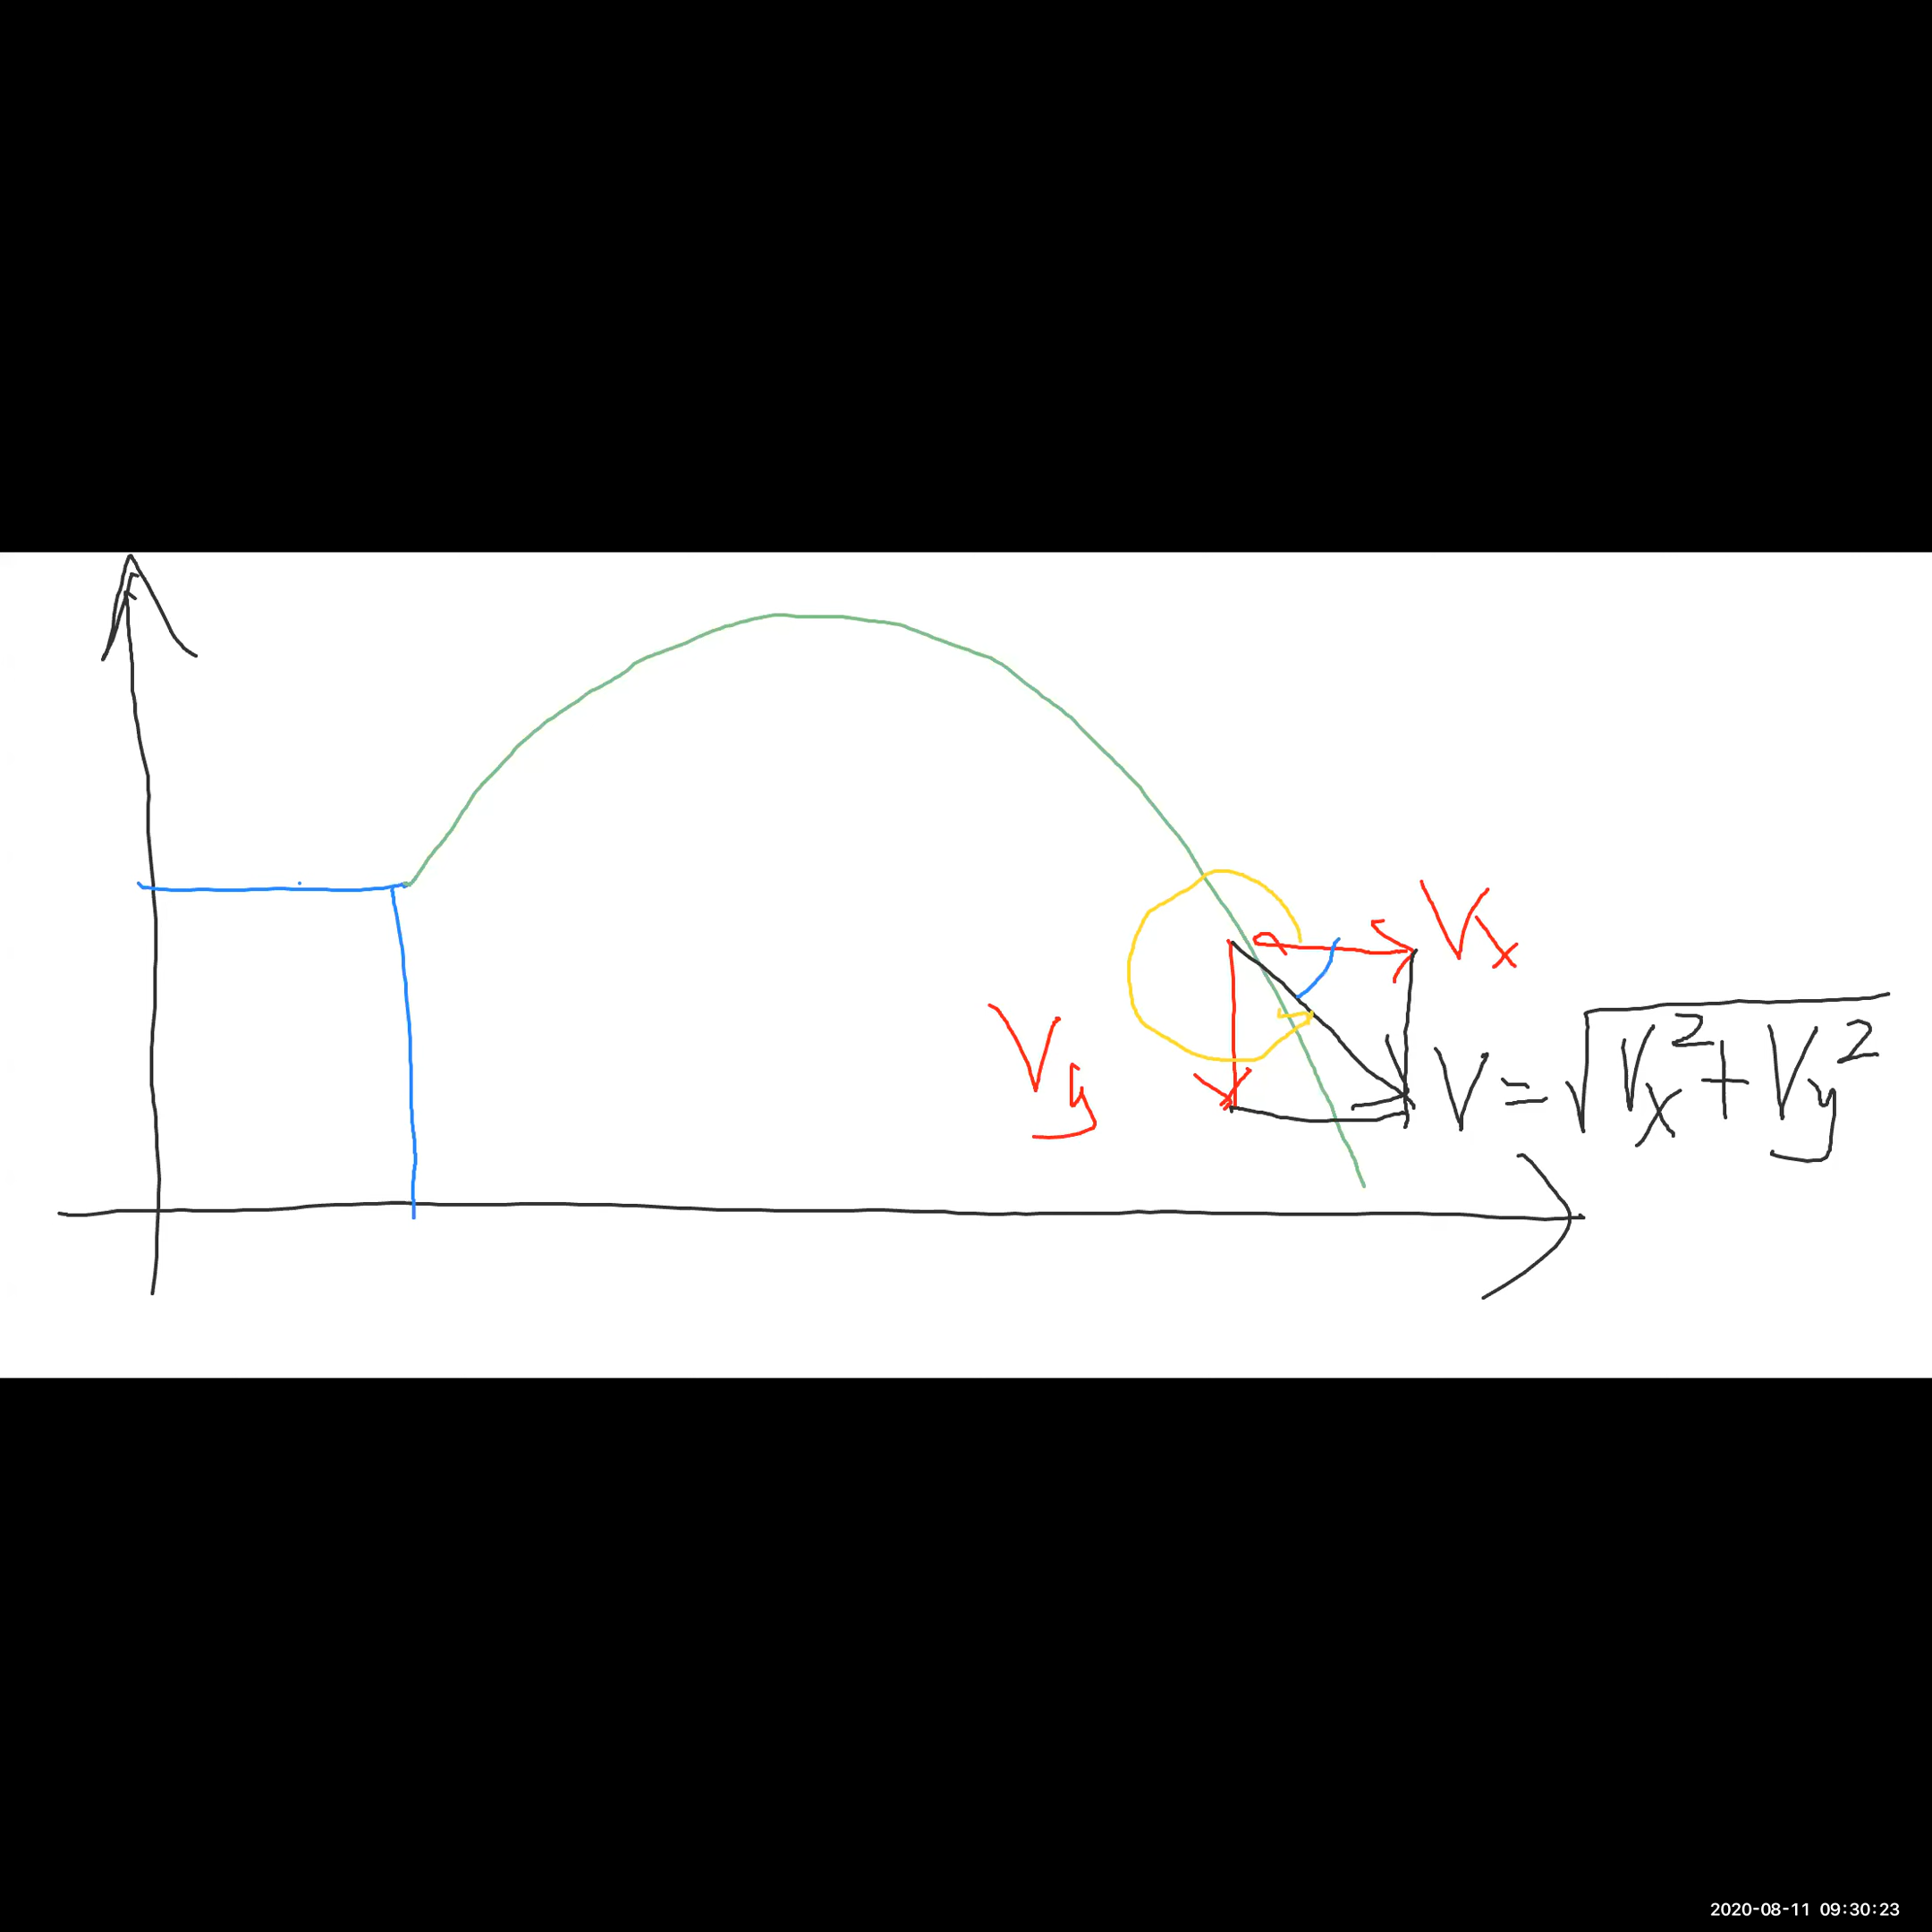 Vx
Vy
V = √Vx² + Vy²
2020-08-11 09:30:23